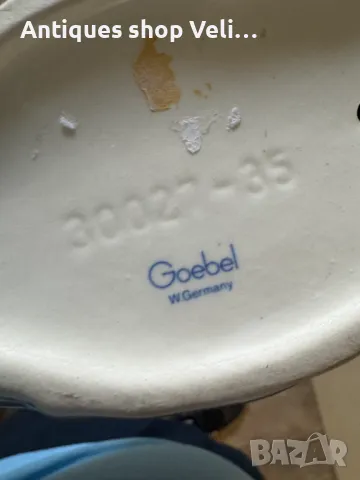 Antiques shop Veli...
30027-35
Goebel
W.Germany
BAZAR